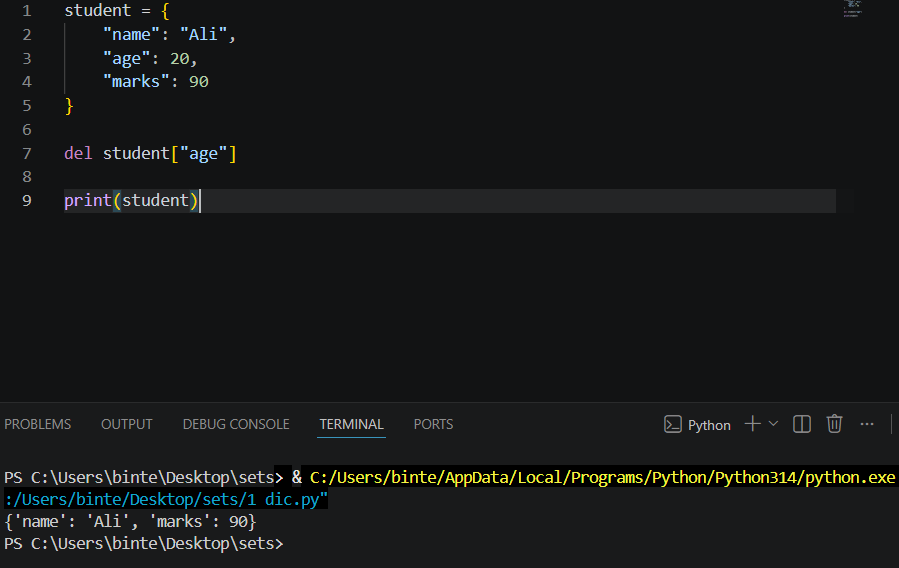 1 student = {
2 "name": "Ali",
3 "age": 20,
4 "marks": 90
5 }
6
7 del student["age"]
8
9 print(student)
PROBLEMS OUTPUT DEBUG CONSOLE TERMINAL PORTS Python
PS C:\Users\binte\Desktop\sets> & C:/Users/binte/AppData/Local/Programs/Python/Python314/python.exe
:/Users/binte/Desktop/sets/1 dic.py"
{'name': 'Ali', 'marks': 90}
PS C:\Users\binte\Desktop\sets>